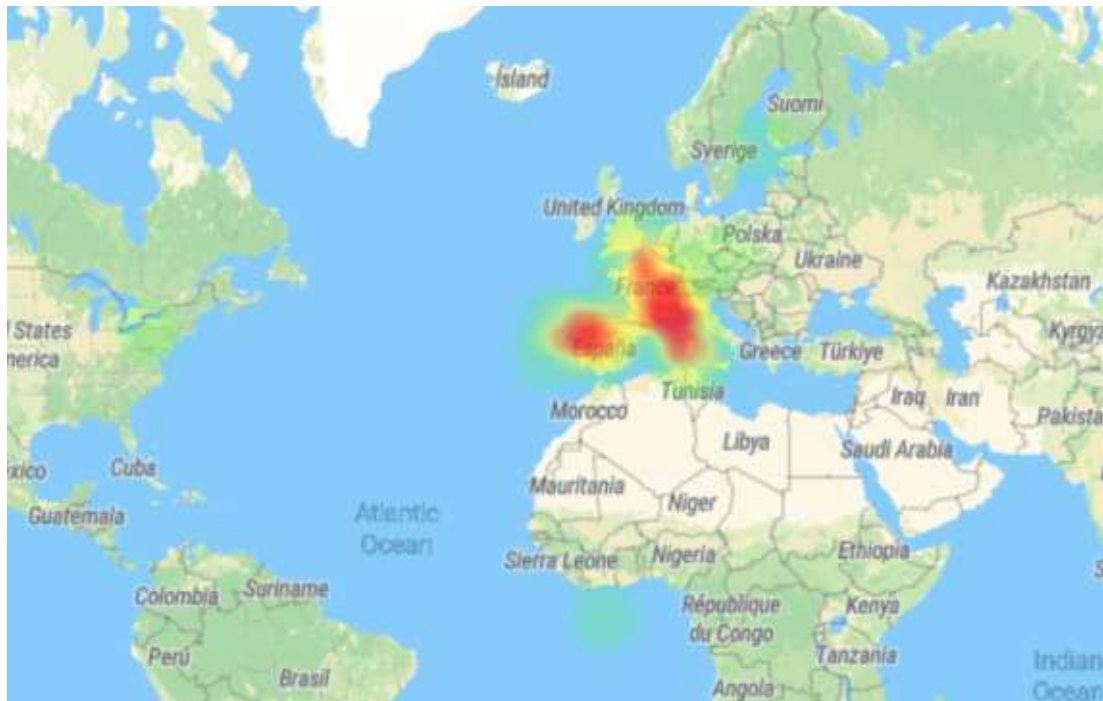 Ísland
Suomi
Sverige
United Kingdom
Polska
Ukraine
Kazakhstan
France
States
merica
España
Greece
Türkiye
Kyrgyz
Tunisia
Morocco
Iraq
Iran
Pakista
Libya
Saudi Arabia
xico
Cuba
Mauritania
Niger
Guatemala
Atlantic
Ocean
Sierra Leone
Nigeria
Ethiopia
Colombia
Suriname
République
du Congo
Kenya
Perú
Tanzania
Brasil
Angola
Indian
Ocean